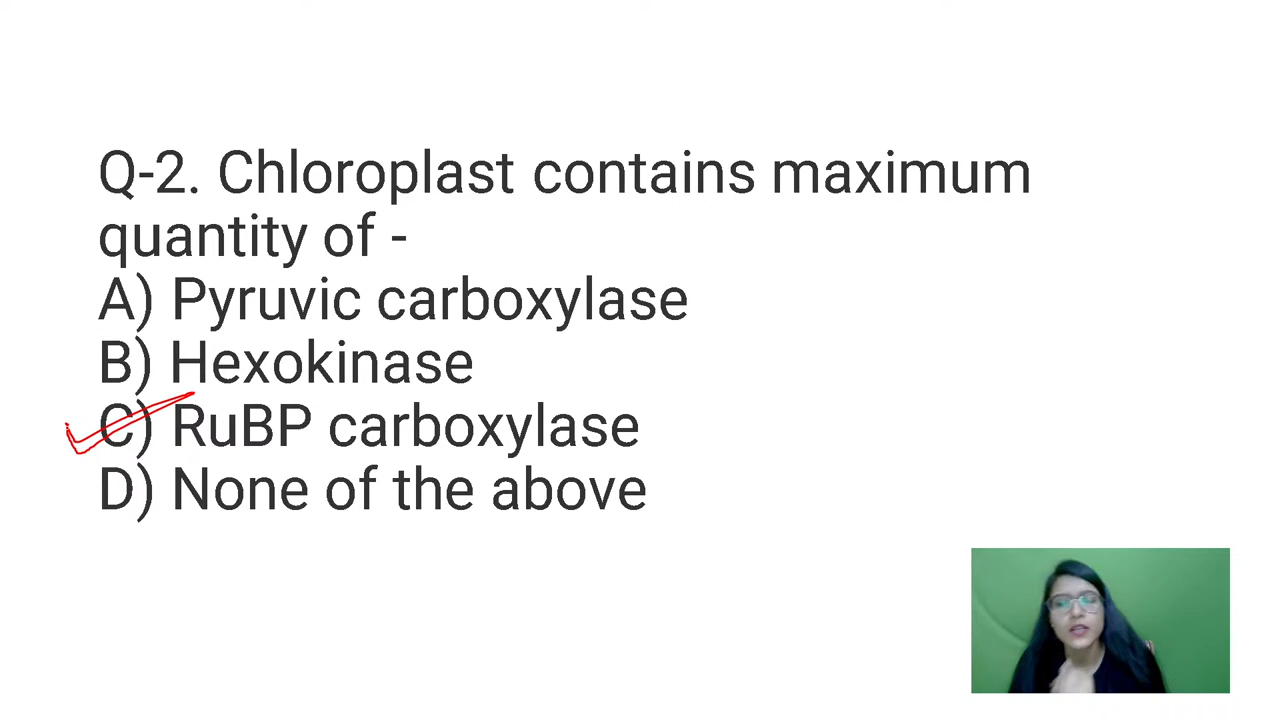 Q-2. Chloroplast contains maximum
quantity of -
A) Pyruvic carboxylase
B) Hexokinase
C) RuBP carboxylase
D) None of the above